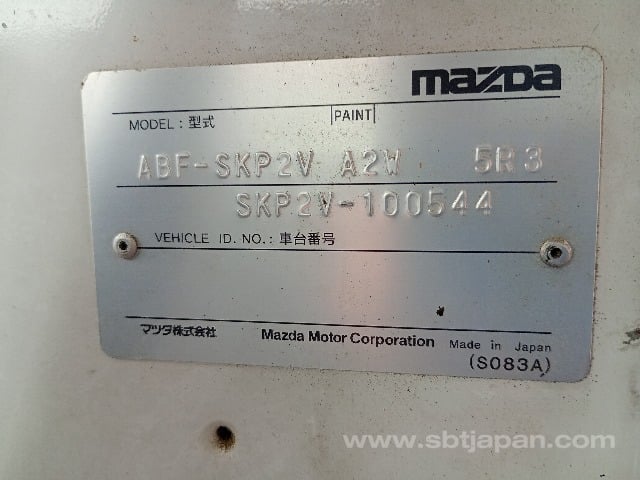 mazda
MODEL : 型式 PAINT
ABF-SKP2V A2W 5R3
SKP2V-100544
VEHICLE ID. NO. : 車台番号
マツダ株式会社 Mazda Motor Corporation Made in Japan
(S083A)
www.sbtjapan.com